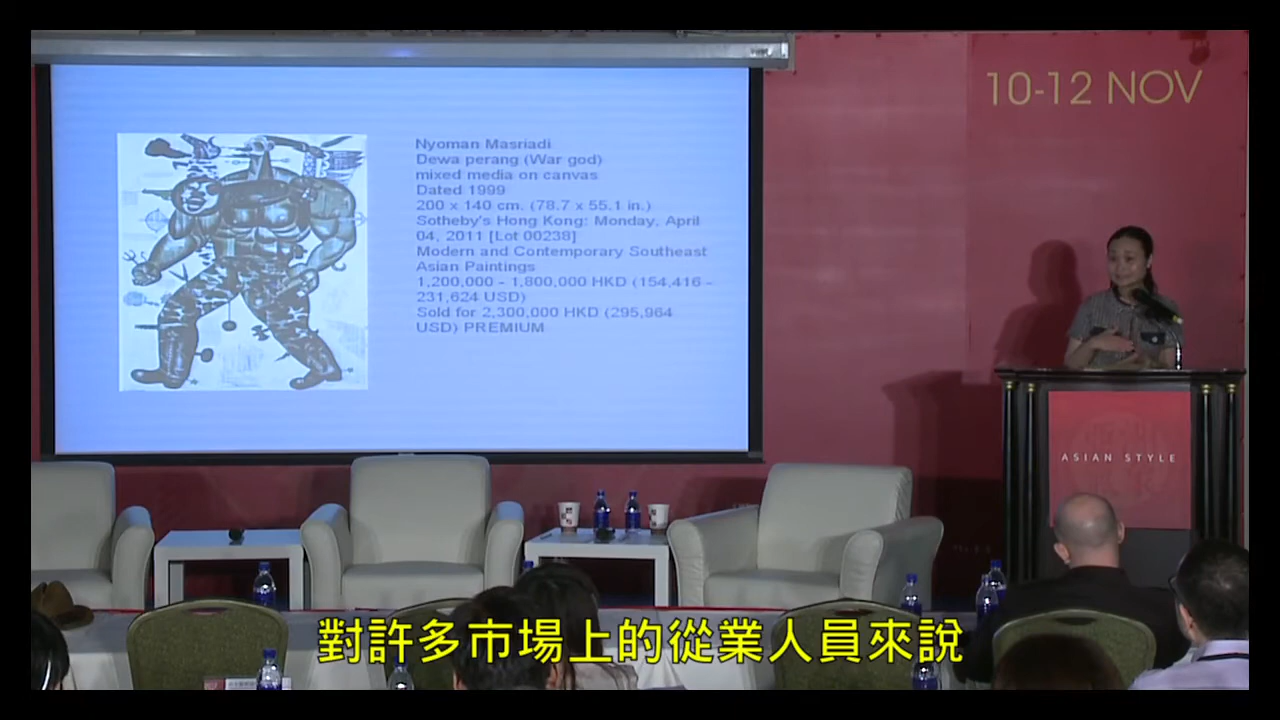 10-12 NOV
Nyoman Masriadi
Dewa perang (War god)
mixed media on canvas
Dated 1999
200 x 140 cm. (78.7 x 55.1 in.)
Sotheby's Hong Kong: Monday, April
04, 2011 [Lot 00238]
Modern and Contemporary Southeast
Asian Paintings
1,200,000 - 1,800,000 HKD (154,416 -
231,624 USD)
Sold for 2,300,000 HKD (295,964
USD) PREMIUM
ASIAN STYLE
對許多市場上的從業人員來說